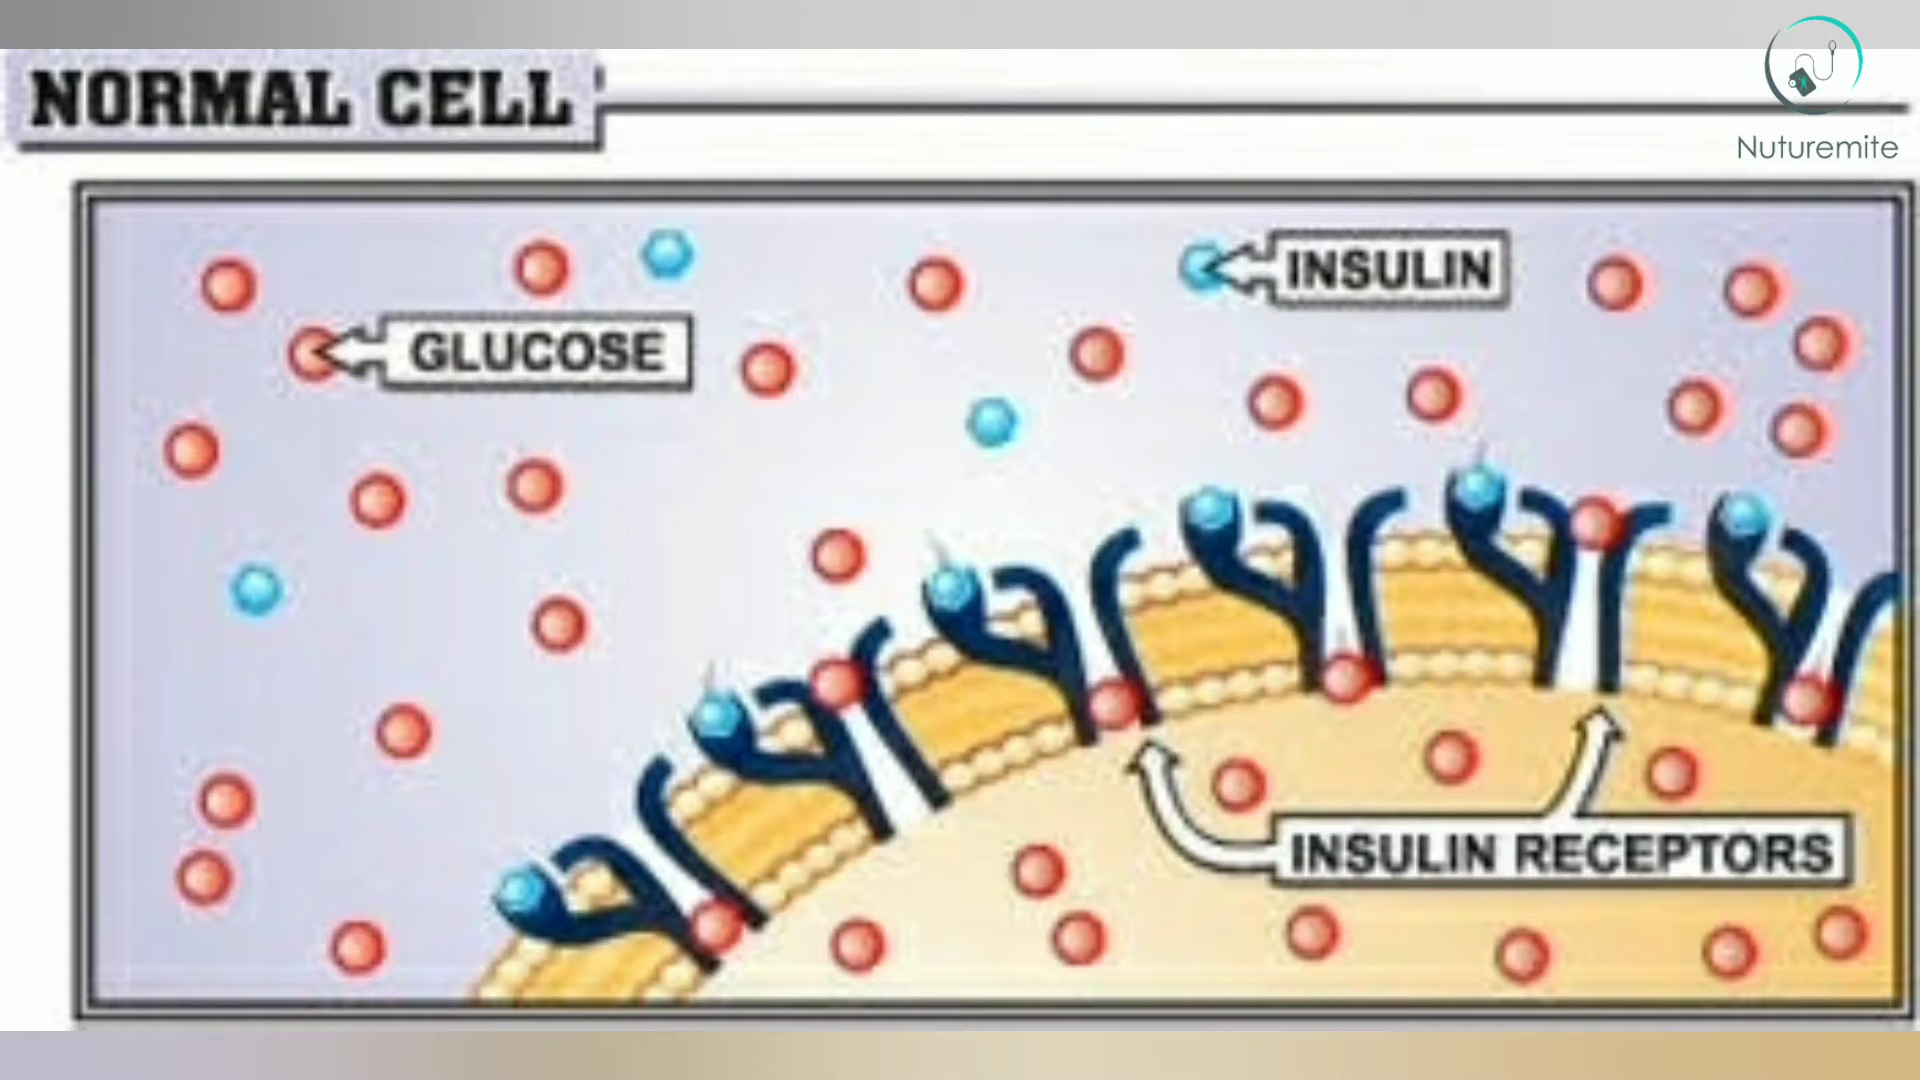 NORMAL CELL
Nuturemite
INSULIN
GLUCOSE
INSULIN RECEPTORS